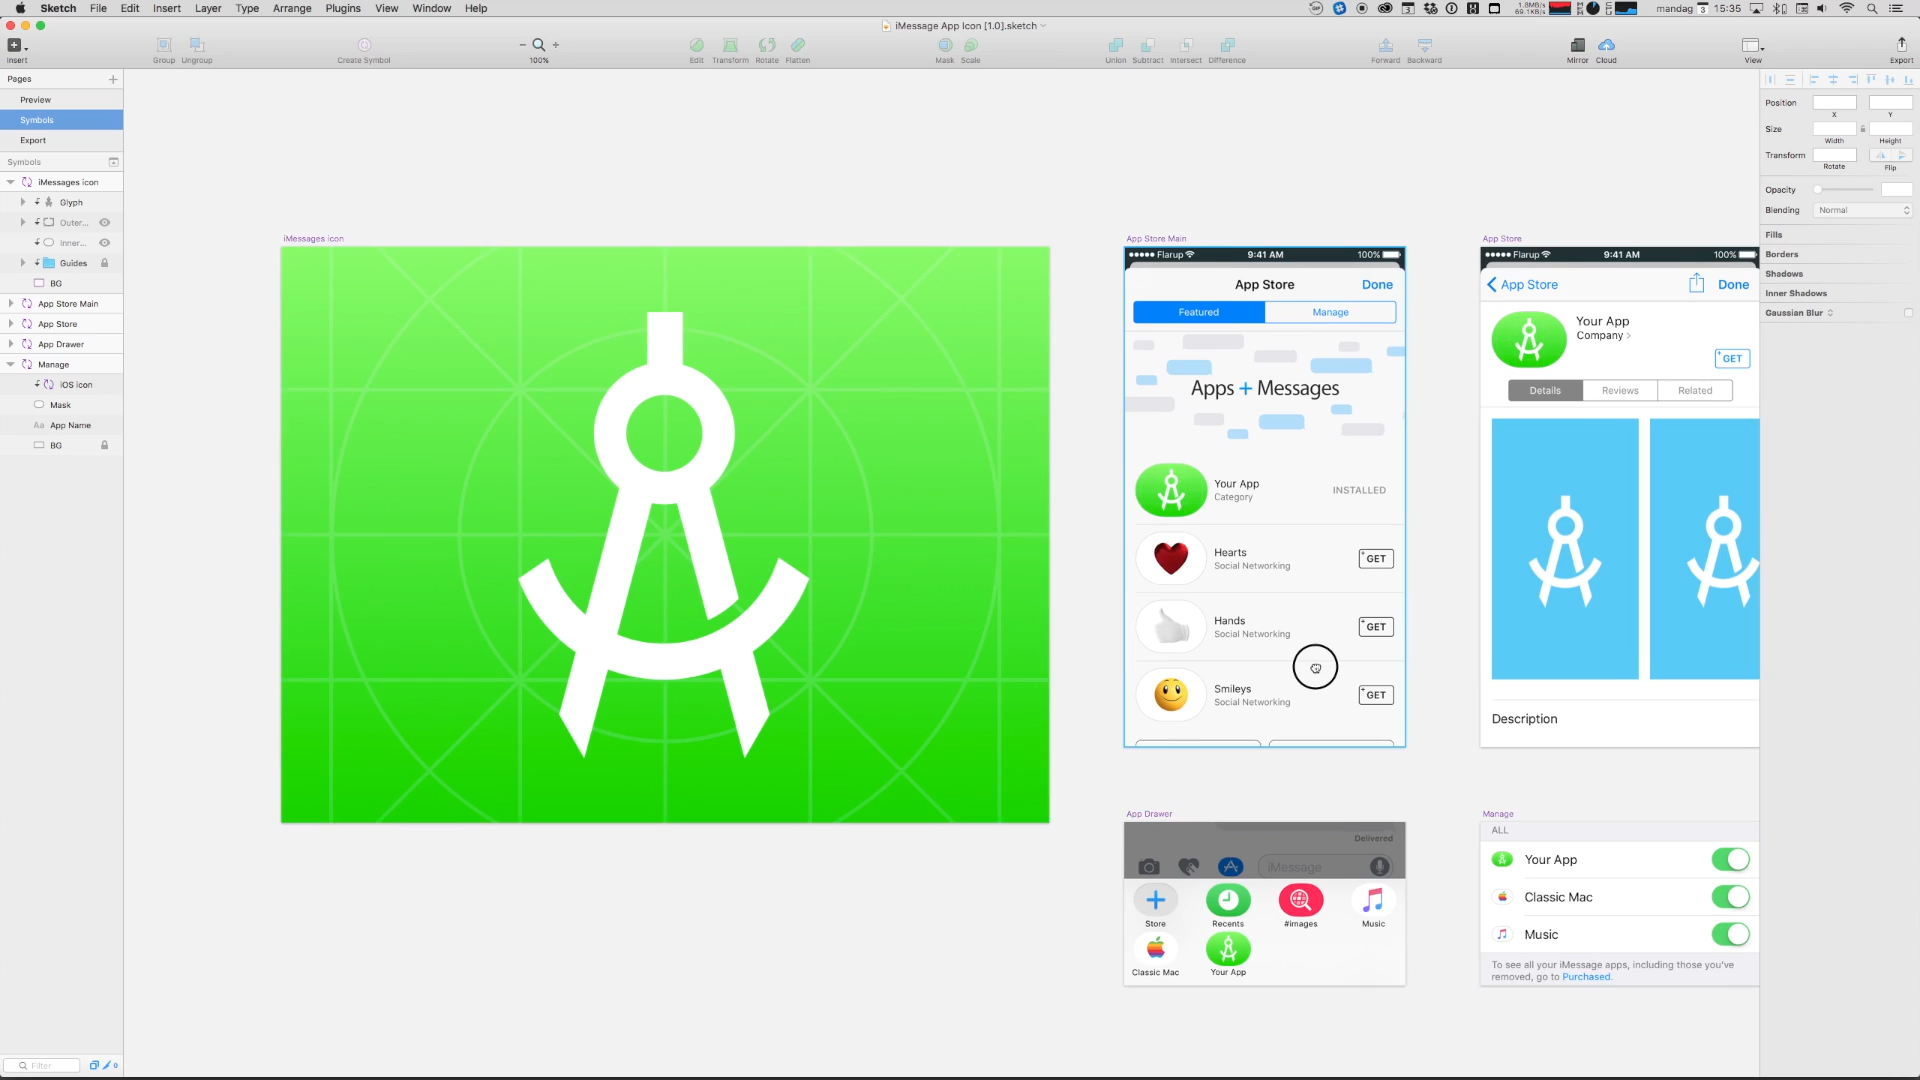 Sketch File Edit Insert Layer Type Arrange Plugins View Window Help
1.8MB/s
69.1KB/s
mandag 3 15:35
iMessage App Icon [1.0].sketch
Insert Group Ungroup Create Symbol 100% Edit Transform Rotate Flatten Mask Scale Union Subtract Intersect Difference Forward Backward Mirror Cloud View Export
Pages
Preview
Symbols
Export
Symbols
iMessages icon
Glyph
Outer...
Inner...
Guides
BG
App Store Main
App Store
App Drawer
Manage
iOS icon
Mask
Aa App Name
BG
Filter
0
iMessages icon
App Store Main
Flarup 9:41 AM 100%
App Store Done
Featured Manage
Apps + Messages
Your App
Category
INSTALLED
Hearts
Social Networking
+GET
Hands
Social Networking
+GET
Smileys
Social Networking
+GET
App Store
Flarup 9:41 AM 100%
App Store Done
Your App
Company >
+GET
Details Reviews Related
Description
App Drawer
Delivered
iMessage
Store Recents #images Music
Classic Mac Your App
Manage
ALL
Your App
Classic Mac
Music
To see all your iMessage apps, including those you've
removed, go to Purchased.
Position
X Y
Size
Width Height
Transform
Rotate Flip
Opacity
Blending Normal
Fills
Borders
Shadows
Inner Shadows
Gaussian Blur